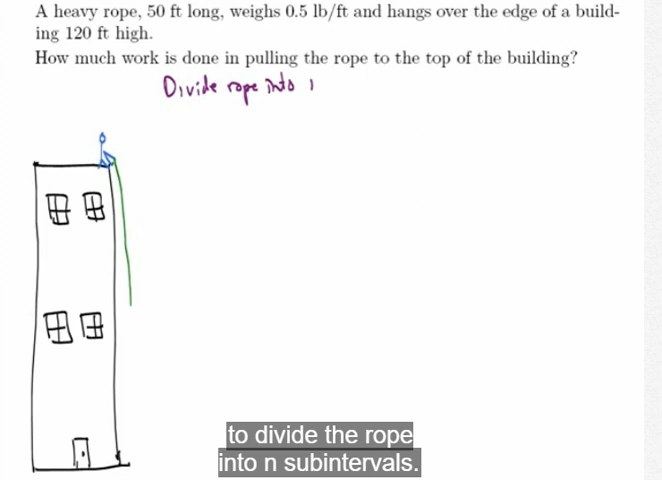 A heavy rope, 50 ft long, weighs 0.5 lb/ft and hangs over the edge of a build-
ing 120 ft high.
How much work is done in pulling the rope to the top of the building?
Divide rope into
to divide the rope
into n subintervals.